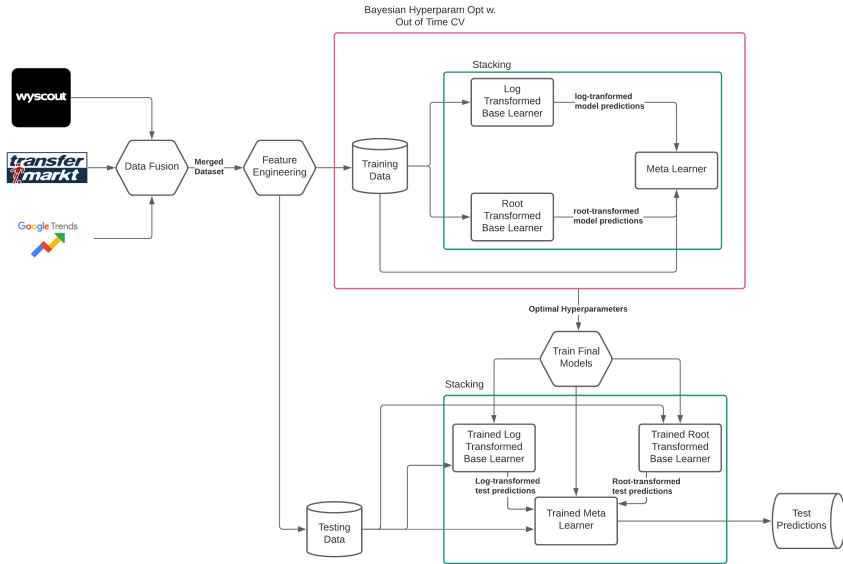 Bayesian Hyperparam Opt w.
Out of Time CV
Stacking
wyscout
Log
Transformed
Base Learner
log-tranformed
model predictions
transfer
markt
Data Fusion
Merged
Dataset
Feature
Engineering
Training
Data
Meta Learner
Root
Transformed
Base Learner
root-transformed
model predictions
Google Trends
Optimal Hyperparameters
Train Final
Models
Stacking
Trained Log
Transformed
Base Learner
Trained Root
Transformed
Base Learner
Log-transformed
test predictions
Root-transformed
test predictions
Testing
Data
Trained Meta
Learner
Test
Predictions